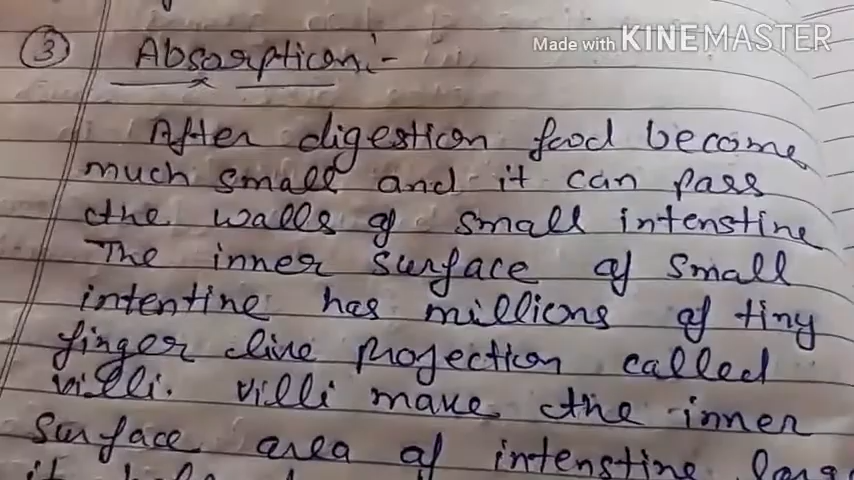 Made with KINEMASTER
3 Absorption:-
After digestion food become
much small and it can pass
the walls of small intenstine
The inner surface of small
intentine has millions of tiny
finger like projection called
villi. villi make the inner
Surface area of intenstine larg
it